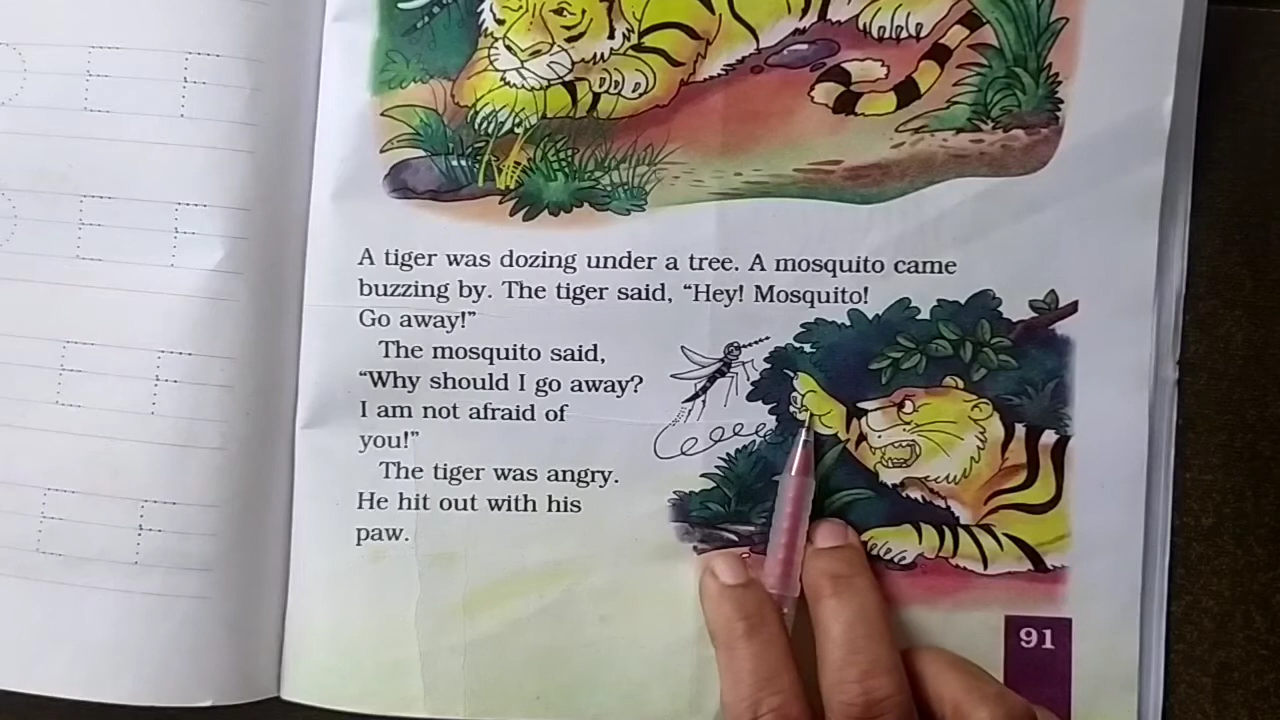 A tiger was dozing under a tree. A mosquito came
buzzing by. The tiger said, “Hey! Mosquito!
Go away!”
The mosquito said,
“Why should I go away?
I am not afraid of
you!”
The tiger was angry.
He hit out with his
paw.
91
E F
E F
E F
E F